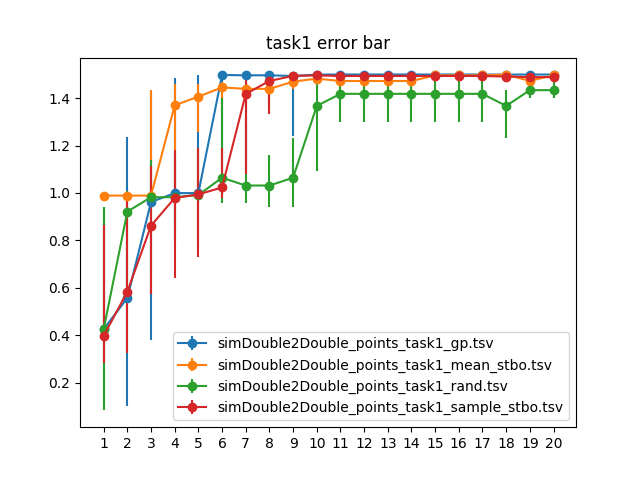 task1 error bar
1.4
1.2
1.0
0.8
0.6
0.4
0.2
simDouble2Double_points_task1_gp.tsv
simDouble2Double_points_task1_mean_stbo.tsv
simDouble2Double_points_task1_rand.tsv
simDouble2Double_points_task1_sample_stbo.tsv
1 2 3 4 5 6 7 8 9 10 11 12 13 14 15 16 17 18 19 20